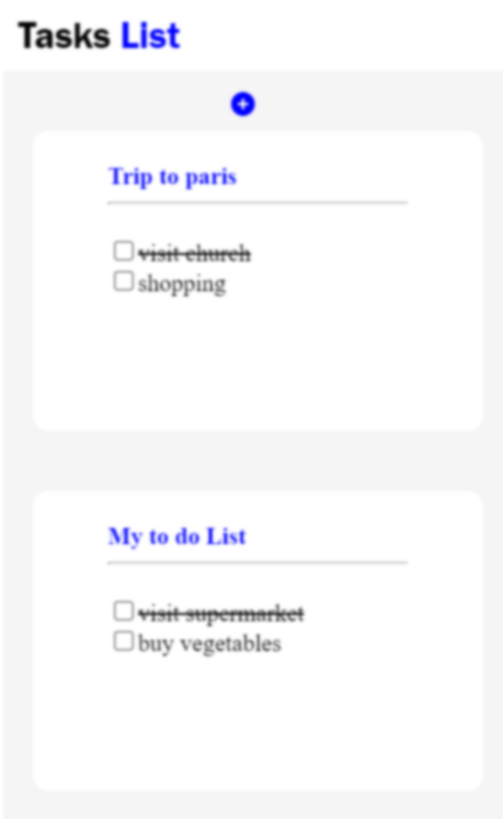 Tasks List
Trip to paris
visit church
shopping
My to do List
visit supermarket
buy vegetables